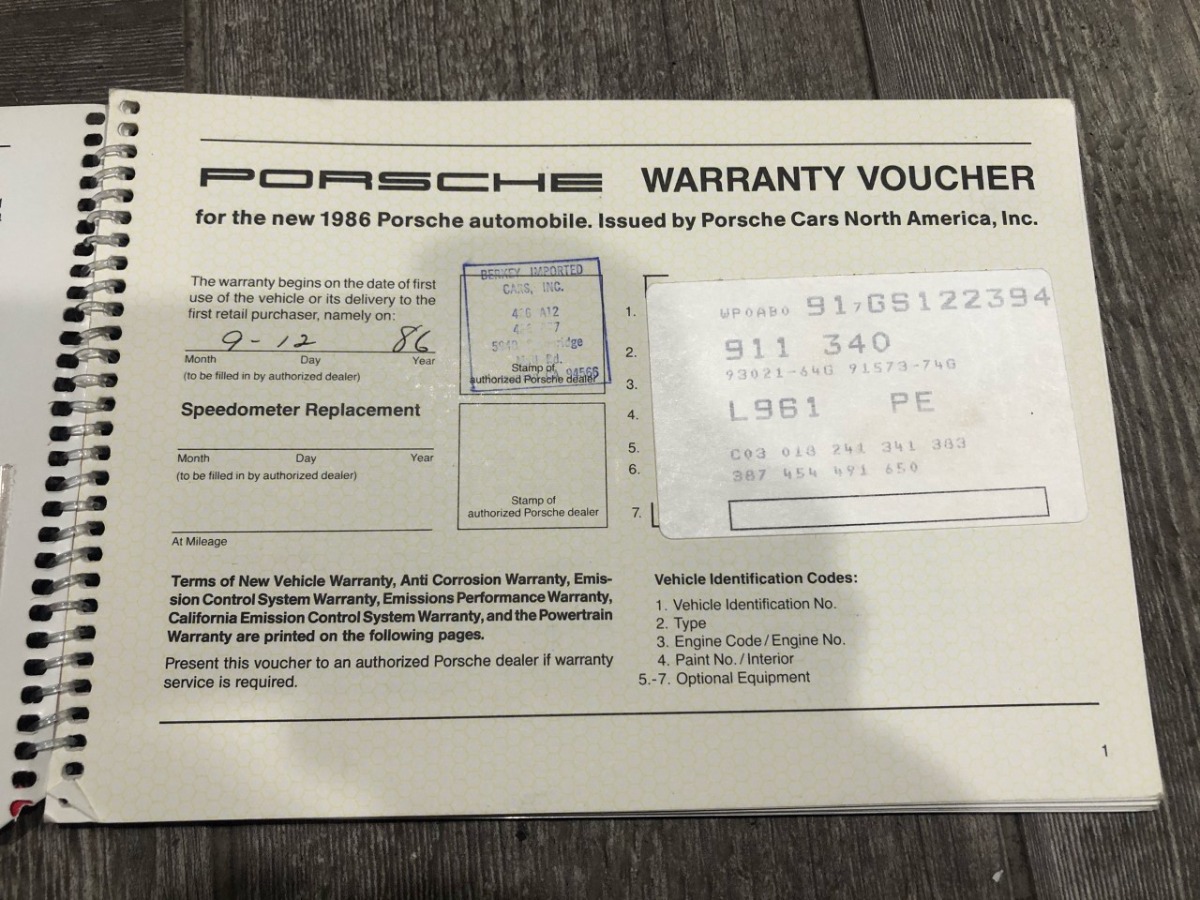 PORSCHE WARRANTY VOUCHER
for the new 1986 Porsche automobile. Issued by Porsche Cars North America, Inc.
The warranty begins on the date of first
use of the vehicle or its delivery to the
first retail purchaser, namely on:
9-12 86
Month Day Year
(to be filled in by authorized dealer)
BERKEY IMPORTED
CARS, INC.
Stamp of
94566
authorized Porsche dealer
Speedometer Replacement
Month Day Year
(to be filled in by authorized dealer)
At Mileage
Stamp of
authorized Porsche dealer
1.
2.
3.
4.
5.
6.
7.
WP0AB0 91,GS122394
911 340
93021-64G 91573-74G
L961 PE
C03 018 241 341 383
387 454 491 650
Terms of New Vehicle Warranty, Anti Corrosion Warranty, Emis-
sion Control System Warranty, Emissions Performance Warranty,
California Emission Control System Warranty, and the Powertrain
Warranty are printed on the following pages.
Present this voucher to an authorized Porsche dealer if warranty
service is required.
Vehicle Identification Codes:
1. Vehicle Identification No.
2. Type
3. Engine Code/Engine No.
4. Paint No./Interior
5.-7. Optional Equipment
1